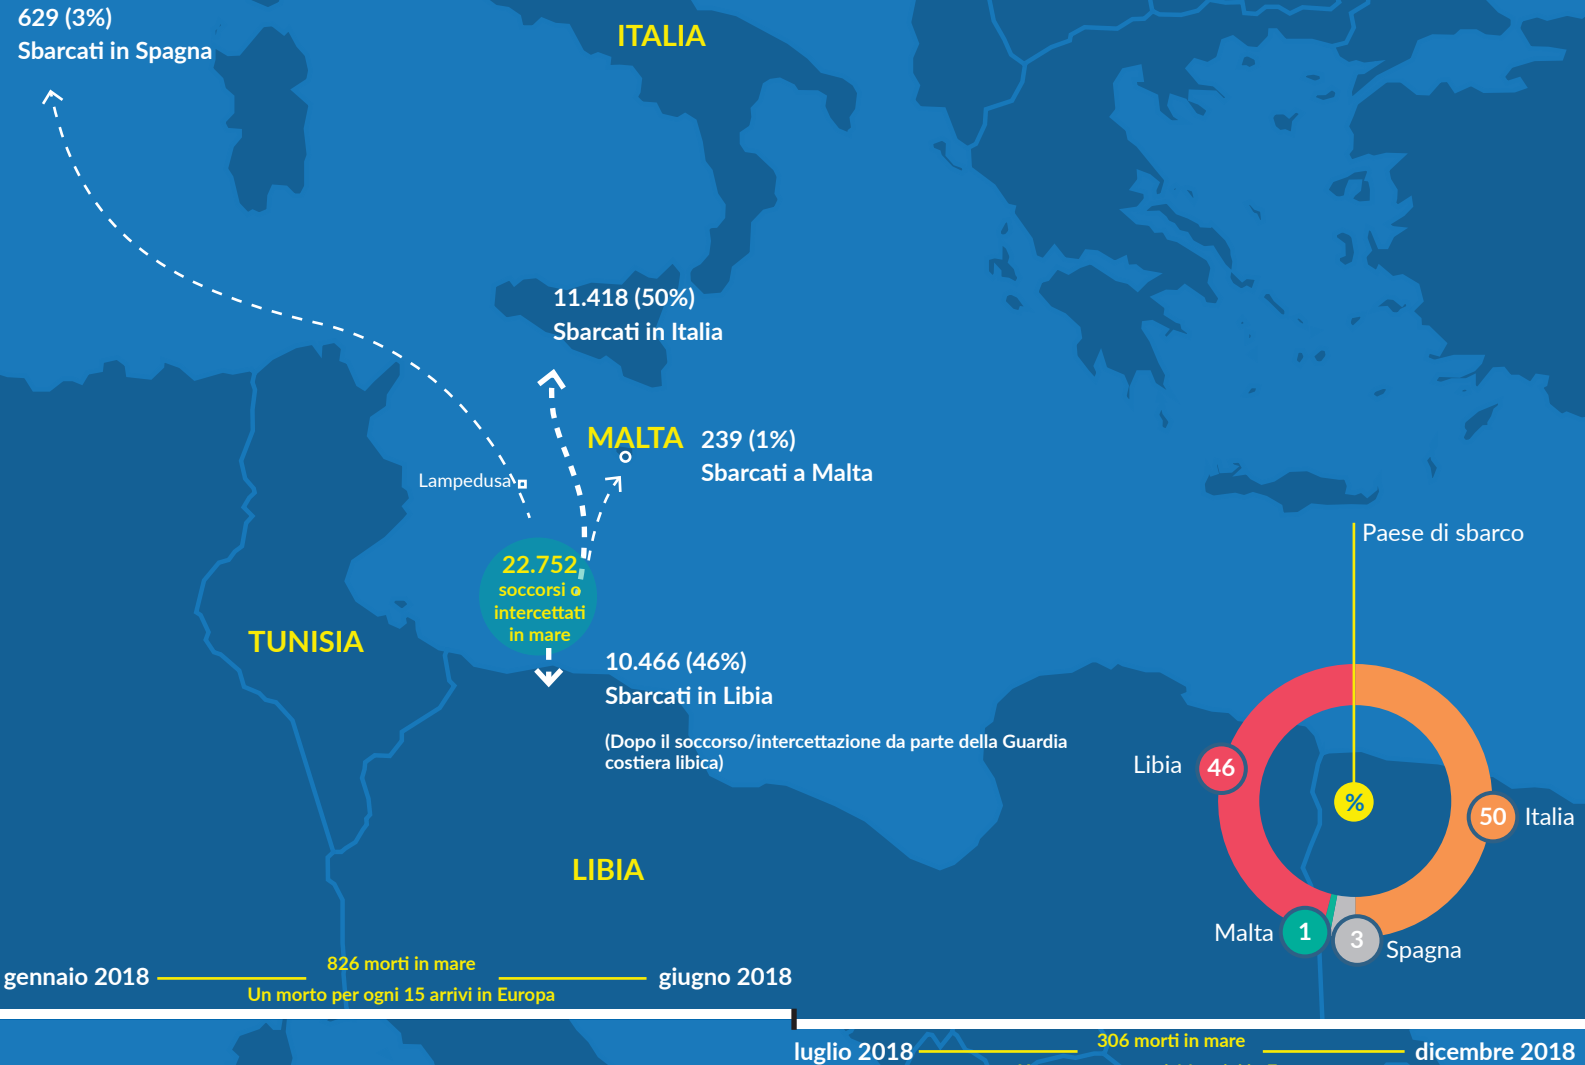 629 (3%)
Sbarcati in Spagna
ITALIA
11.418 (50%)
Sbarcati in Italia
MALTA
239 (1%)
Sbarcati a Malta
Lampedusa
22.752
soccorsi o
intercettati
in mare
TUNISIA
10.466 (46%)
Sbarcati in Libia
(Dopo il soccorso/intercettazione da parte della Guardia
costiera libica)
LIBIA
Paese di sbarco
Libia
46
%
50
Italia
Malta
1
3
Spagna
gennaio 2018
826 morti in mare
Un morto per ogni 15 arrivi in Europa
giugno 2018
luglio 2018
306 morti in mare
dicembre 2018